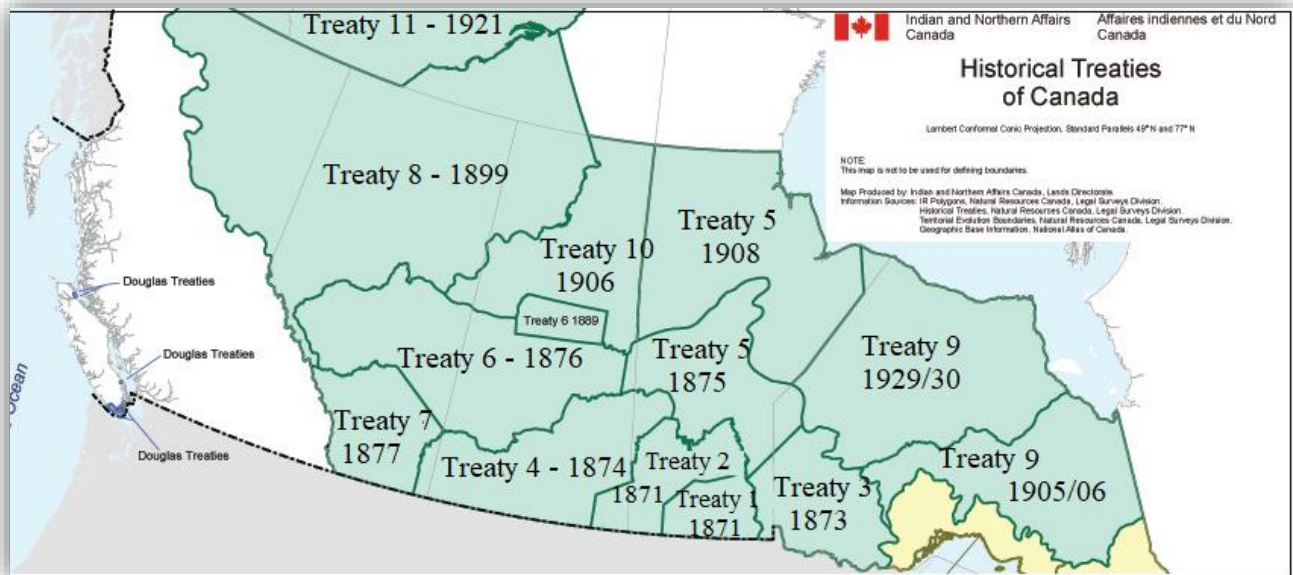 Treaty 11 - 1921
Indian and Northern Affairs
Canada
Affaires indiennes et du Nord
Canada
Historical Treaties
of Canada
Lambert Conformal Conic Projection, Standard Parallels 49° N and 77° N
NOTE:
This map is not to be used for defining boundaries.
Map Produced by: Indian and Northern Affairs Canada, Lands Directorate.
Information Sources: IR Polygons, Natural Resources Canada, Legal Surveys Division.
Historical Treaties, Natural Resources Canada, Legal Surveys Division.
Territorial Evolution Boundaries, Natural Resources Canada, Legal Surveys Division.
Geographic Base Information, National Atlas of Canada.
Treaty 8 - 1899
Treaty 5
1908
Treaty 10
1906
Douglas Treaties
Treaty 6 1889
Treaty 6 - 1876
Treaty 5
1875
Treaty 9
1929/30
Douglas Treaties
Ocean
Treaty 7
1877
Douglas Treaties
Treaty 4 - 1874
Treaty 2
1871
Treaty 1
1871
Treaty 3
1873
Treaty 9
1905/06